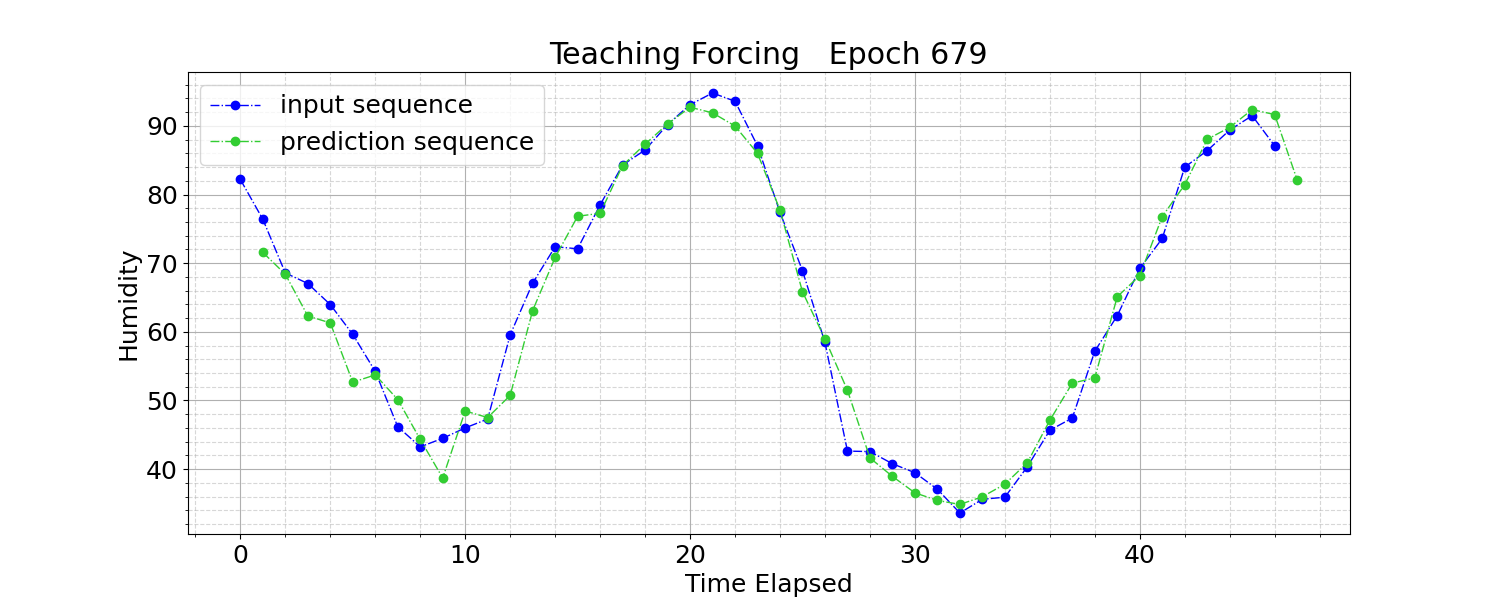 Teaching Forcing   Epoch 679
input sequence
prediction sequence
90
80
70
60
50
40
Humidity
0 10 20 30 40
Time Elapsed